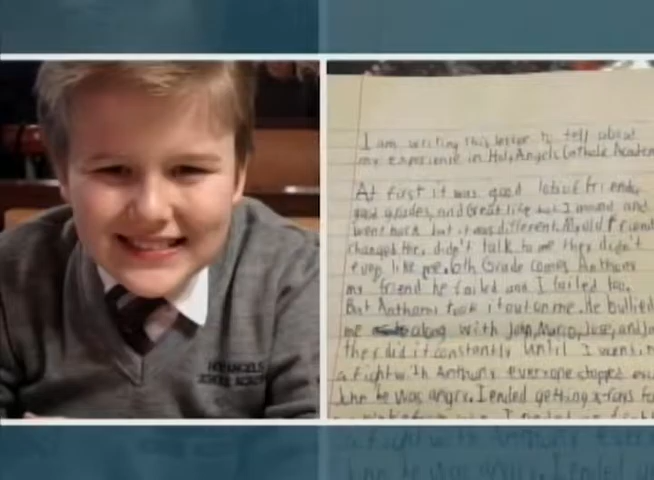 HOLY ANGELS
I am writing this letter to tell about
my experience in Holy Angels Catholic Academ
At first it was good lots of friends,
good grades, and Great life but I moved and
went back but it was different. My old friends
changed they didn't talk to me they didn't
even like me. 6th Grade comes Anthony
my friend he failed and I failed too.
But Anthony took it out on me. He bullied
me along with John, Marco, Jose, and
they did it constantly until I went in
a fight with Anthony everyone stopped
John he was angry. I ended getting x-rays